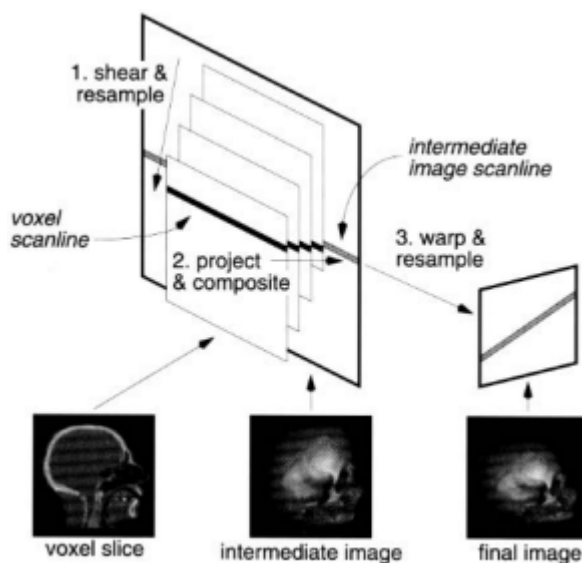 1. shear &
resample
intermediate
image scanline
voxel
scanline
2. project
& composite
3. warp &
resample
voxel slice
intermediate image
final image